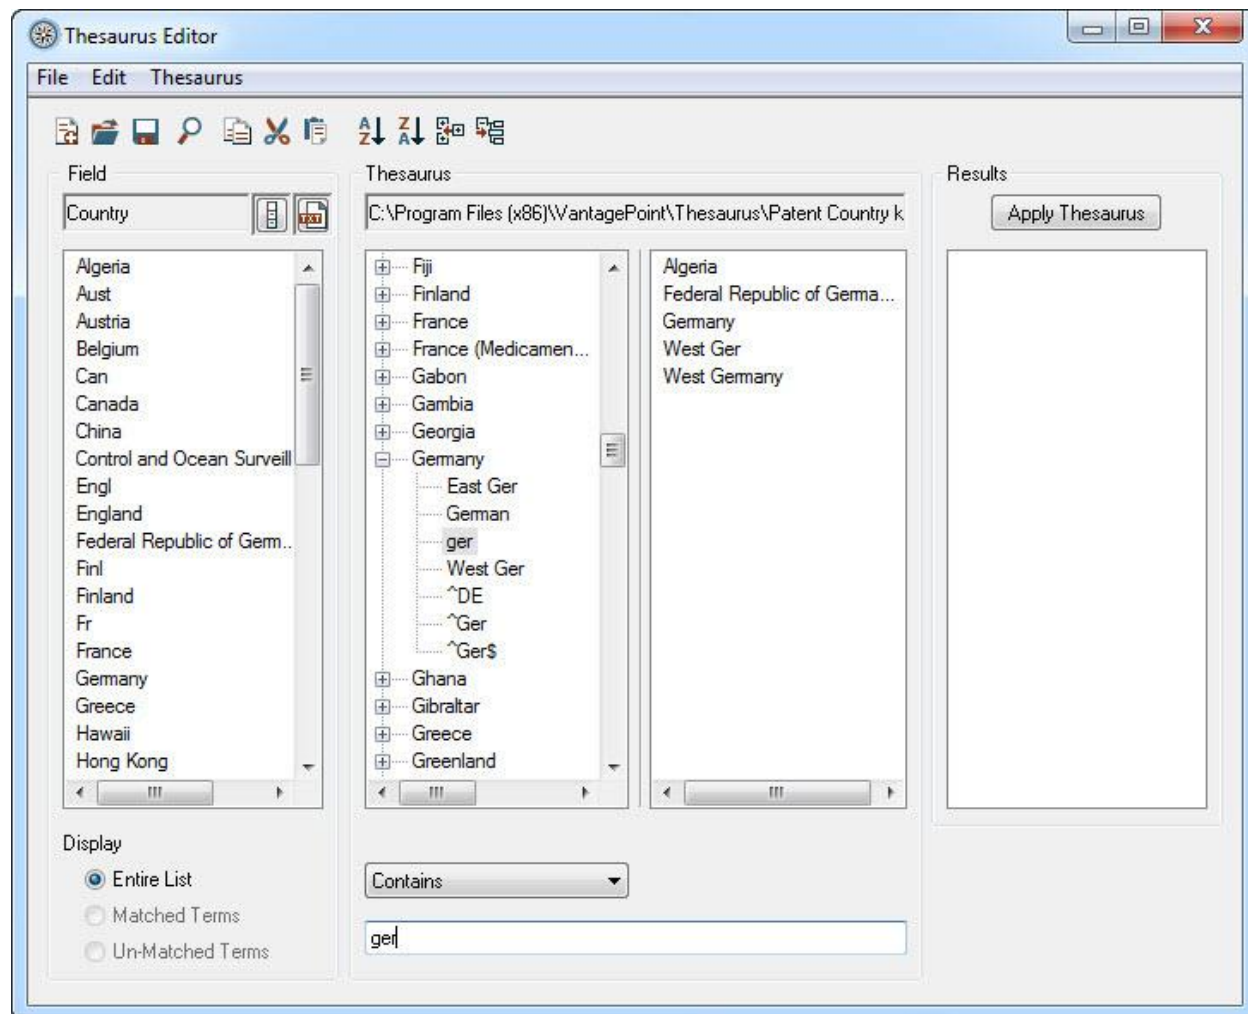 Thesaurus Editor
File Edit Thesaurus
Field
Country
TXT
Algeria
Aust
Austria
Belgium
Can
Canada
China
Control and Ocean Surveill
Engl
England
Federal Republic of Germ..
Finl
Finland
Fr
France
Germany
Greece
Hawaii
Hong Kong
Display
Entire List
Matched Terms
Un-Matched Terms
Thesaurus
C:\Program Files (x86)\VantagePoint\Thesaurus\Patent Country k
Fiji
Finland
France
France (Medicamen...
Gabon
Gambia
Georgia
Germany
East Ger
German
ger
West Ger
^DE
^Ger
^Ger$
Ghana
Gibraltar
Greece
Greenland
Algeria
Federal Republic of Germa...
Germany
West Ger
West Germany
Contains
ger
Results
Apply Thesaurus